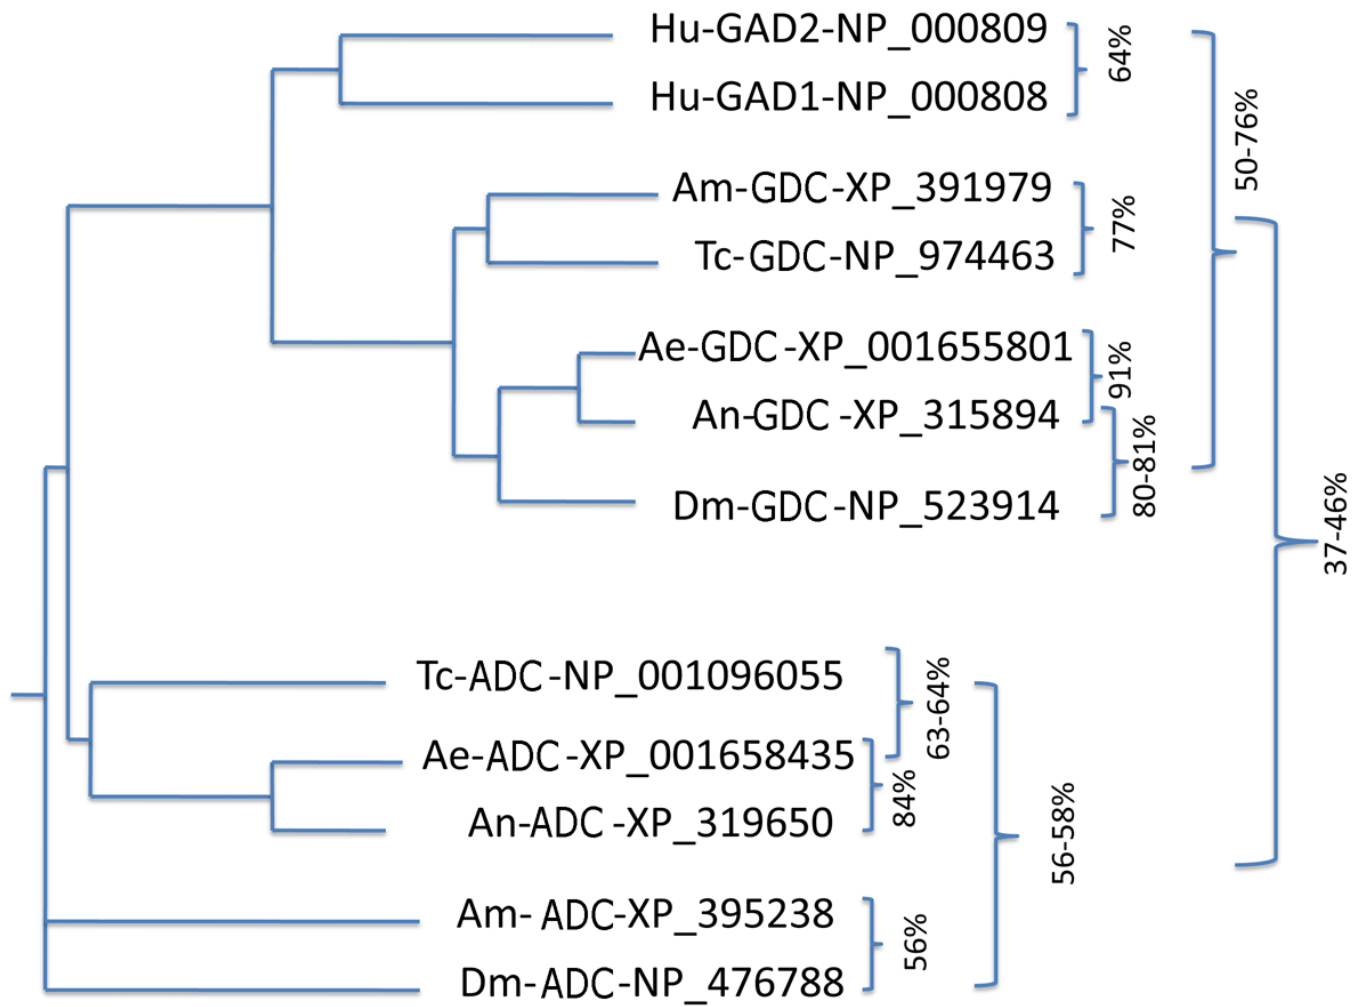 Hu-GAD2-NP_000809
64%
Hu-GAD1-NP_000808
50-76%
Am-GDC-XP_391979
77%
Tc-GDC-NP_974463
Ae-GDC-XP_001655801
91%
An-GDC-XP_315894
80-81%
Dm-GDC-NP_523914
37-46%
Tc-ADC-NP_001096055
63-64%
Ae-ADC-XP_001658435
84%
An-ADC-XP_319650
56-58%
Am- ADC-XP_395238
56%
Dm-ADC-NP_476788